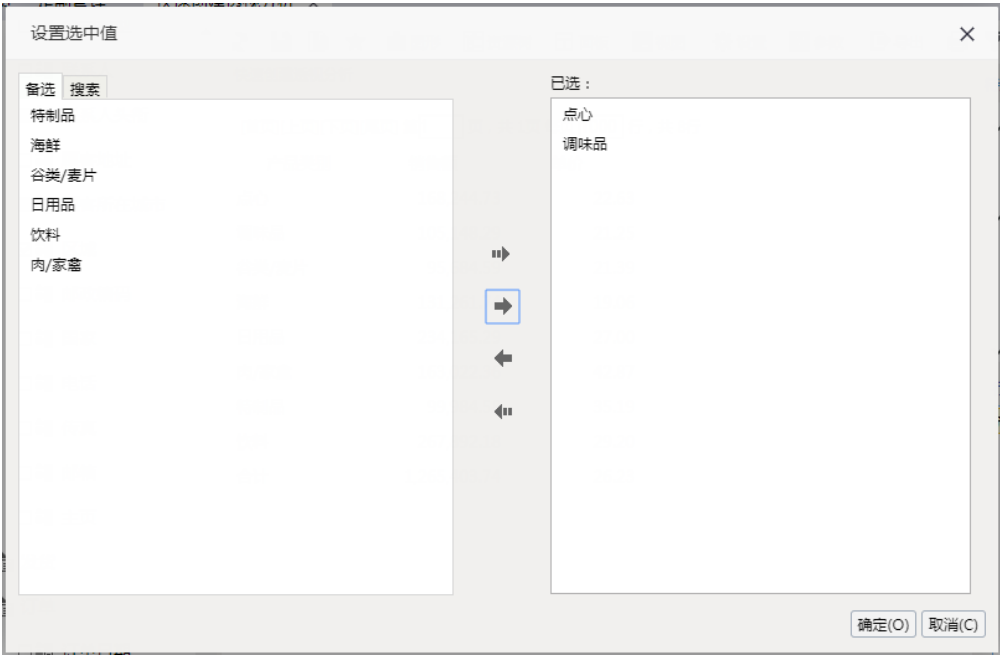 设置选中值
备选 搜索
已选：
特制品
海鲜
谷类/麦片
日用品
饮料
肉/家禽
点心
调味品
确定(O) 取消(C)